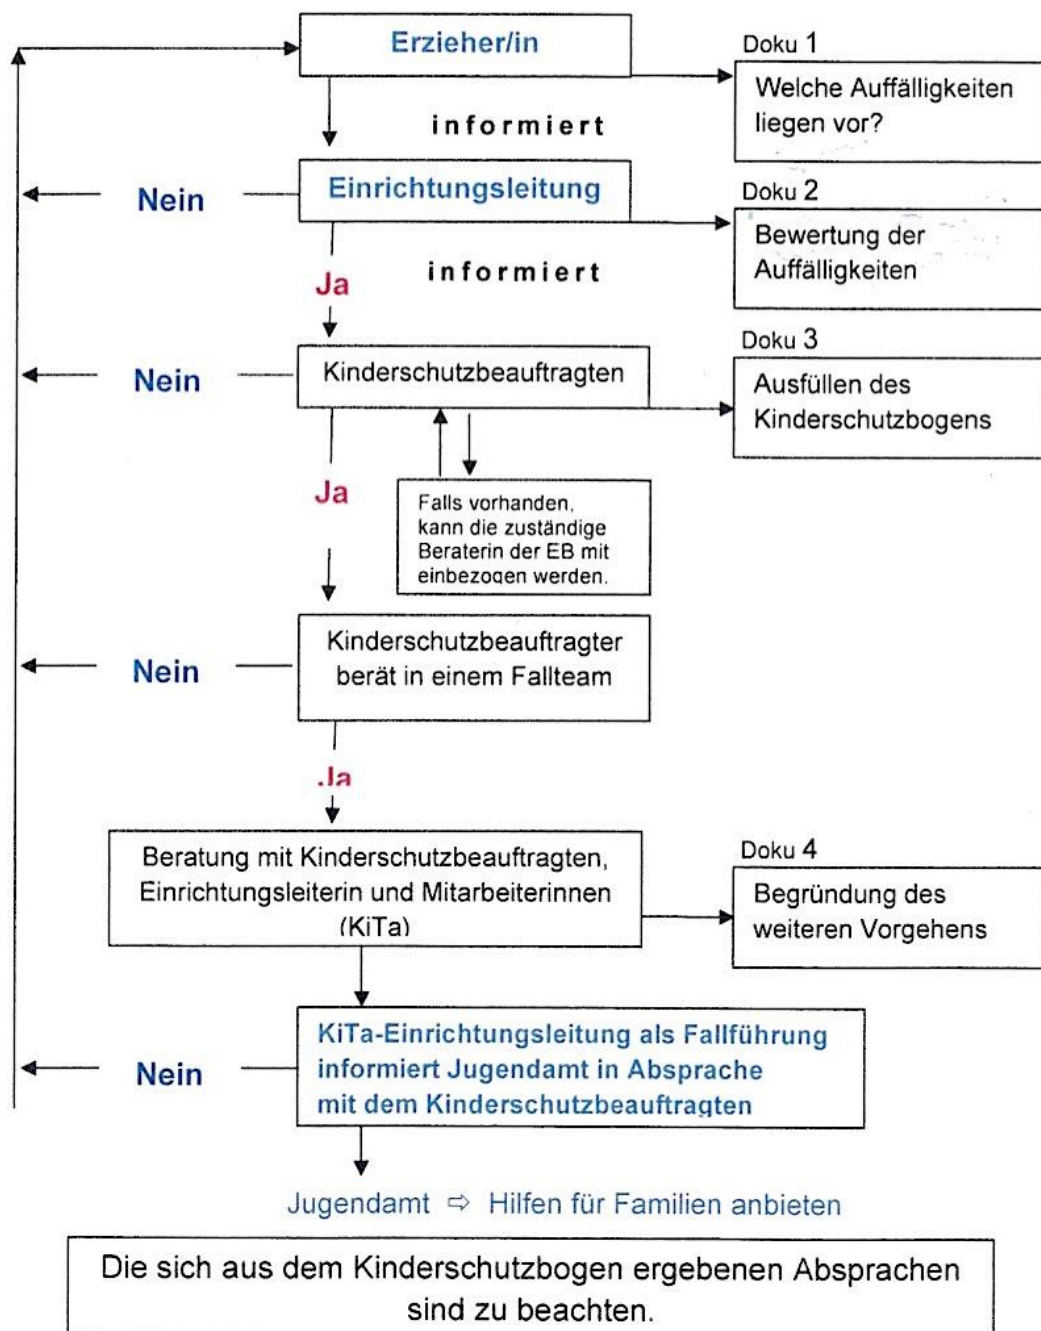 Erzieher/in
Doku 1
Welche Auffälligkeiten
liegen vor?
informiert
Nein
Einrichtungsleitung
Doku 2
Bewertung der
Auffälligkeiten
Ja
informiert
Nein
Kinderschutzbeauftragten
Doku 3
Ausfüllen des
Kinderschutzbogens
Ja
Falls vorhanden,
kann die zuständige
Beraterin der EB mit
einbezogen werden.
Nein
Kinderschutzbeauftragter
berät in einem Fallteam
Ja
Beratung mit Kinderschutzbeauftragten,
Einrichtungsleiterin und Mitarbeiterinnen
(KiTa)
Doku 4
Begründung des
weiteren Vorgehens
Nein
KiTa-Einrichtungsleitung als Fallführung
informiert Jugendamt in Absprache
mit dem Kinderschutzbeauftragten
Jugendamt ⇨ Hilfen für Familien anbieten
Die sich aus dem Kinderschutzbogen ergebenen Absprachen
sind zu beachten.